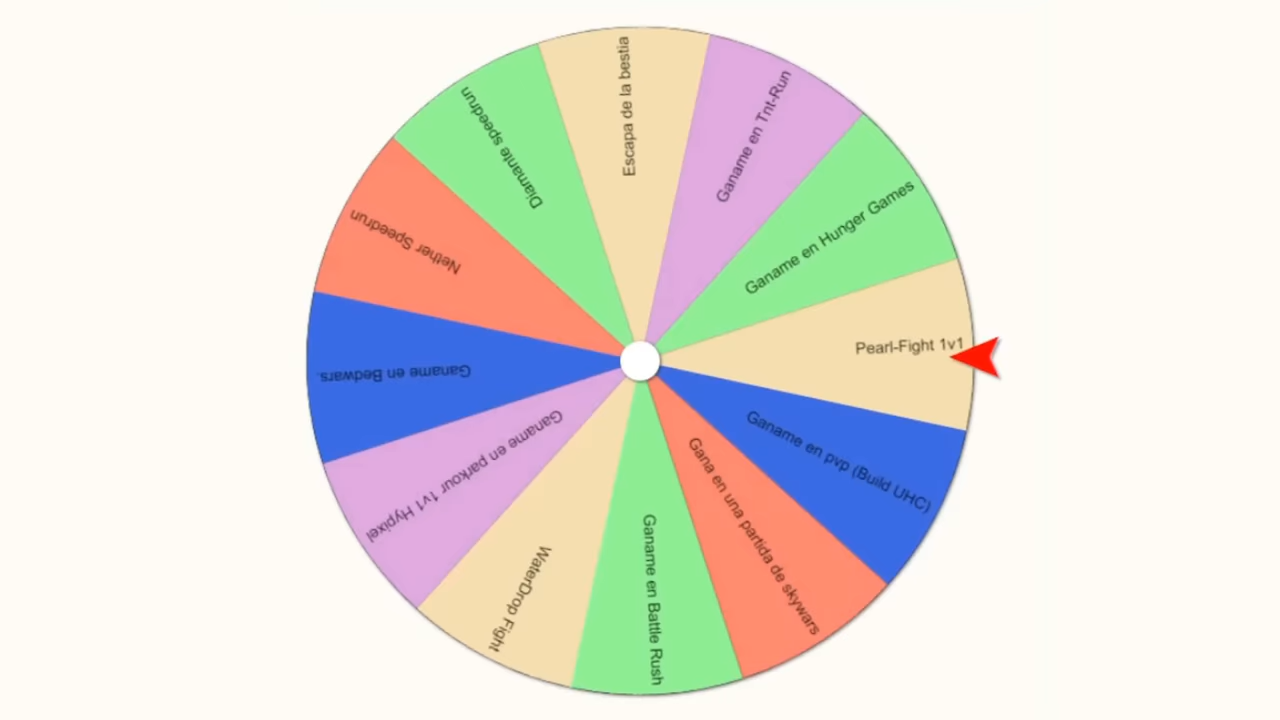 Escapa de la bestia
Ganame en Tnt-Run
Ganame en Hunger Games
Pearl-Fight 1v1
Ganame en pvp (Build UHC)
Gana en una partida de skywars
Ganame en Battle Rush
WaterDrop Fight
Ganame en parkour 1v1 Hypixel
Ganame en Bedwars.
Nether Speedrun
Diamante speedrun